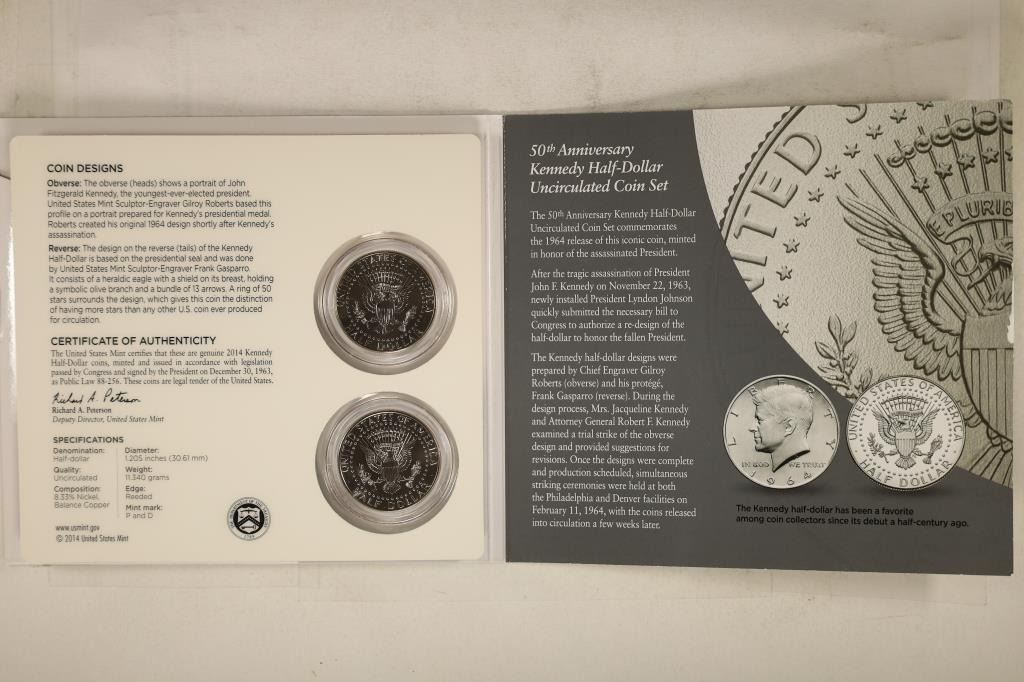 COIN DESIGNS
Obverse: The obverse (heads) shows a portrait of John
Fitzgerald Kennedy, the youngest-ever-elected president.
United States Mint Sculptor-Engraver Gilroy Roberts based this
profile on a portrait prepared for Kennedy's presidential medal.
Roberts created his original 1964 design shortly after Kennedy's
assassination.
Reverse: The design on the reverse (tails) of the Kennedy
Half-Dollar is based on the presidential seal and was done
by United States Mint Sculptor-Engraver Frank Gasparro.
It consists of a heraldic eagle with a shield on its breast, holding
a symbolic olive branch and a bundle of 13 arrows. A ring of 50
stars surrounds the design, which gives this coin the distinction
of having more stars than any other U.S. coin ever produced
for circulation.
CERTIFICATE OF AUTHENTICITY
The United States Mint certifies that these are genuine 2014 Kennedy
Half-Dollar coins, minted and issued in accordance with legislation
passed by Congress and signed by the President on December 30, 1963,
as Public Law 88-256. These coins are legal tender of the United States.
Richard A. Peterson
Richard A. Peterson
Deputy Director, United States Mint
SPECIFICATIONS
Denomination:
Half-dollar
Quality:
Uncirculated
Composition:
8.33% Nickel,
Balance Copper
Diameter:
1.205 inches (30.61 mm)
Weight:
11.340 grams
Edge:
Reeded
Mint mark:
P and D
www.usmint.gov
© 2014 United States Mint
UNITED STATES OF AMERICA
HALF DOLLAR
UNITED STATES OF AMERICA
HALF DOLLAR
50th Anniversary
Kennedy Half-Dollar
Uncirculated Coin Set
The 50th Anniversary Kennedy Half-Dollar
Uncirculated Coin Set commemorates
the 1964 release of this iconic coin, minted
in honor of the assassinated President.
After the tragic assassination of President
John F. Kennedy on November 22, 1963,
newly installed President Lyndon Johnson
quickly submitted the necessary bill to
Congress to authorize a re-design of the
half-dollar to honor the fallen President.
The Kennedy half-dollar designs were
prepared by Chief Engraver Gilroy
Roberts (obverse) and his protégé,
Frank Gasparro (reverse). During the
design process, Mrs. Jacqueline Kennedy
and Attorney General Robert F. Kennedy
examined a trial strike of the obverse
design and provided suggestions for
revisions. Once the designs were complete
and production scheduled, simultaneous
striking ceremonies were held at both
the Philadelphia and Denver facilities on
February 11, 1964, with the coins released
into circulation a few weeks later.
UNITED
PLURIB
LIBERTY
IN GOD WE TRUST
1964
UNITED STATES OF AMERICA
HALF DOLLAR
The Kennedy half-dollar has been a favorite
among coin collectors since its debut a half-century ago.